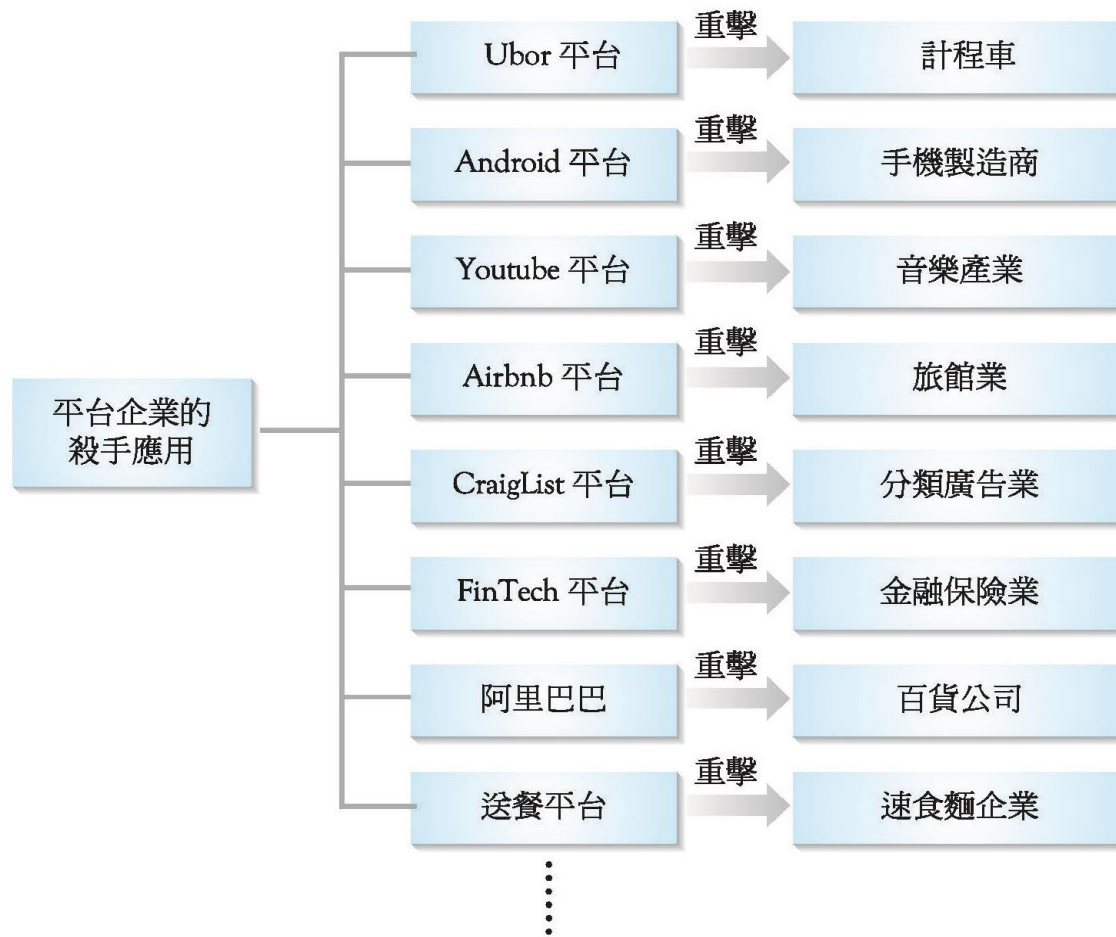 重擊
Ubor 平台
計程車
重擊
Android 平台
手機製造商
重擊
Youtube 平台
音樂產業
重擊
Airbnb 平台
旅館業
平台企業的
殺手應用
重擊
CraigList 平台
分類廣告業
重擊
FinTech 平台
金融保險業
重擊
阿里巴巴
百貨公司
重擊
送餐平台
速食麵企業